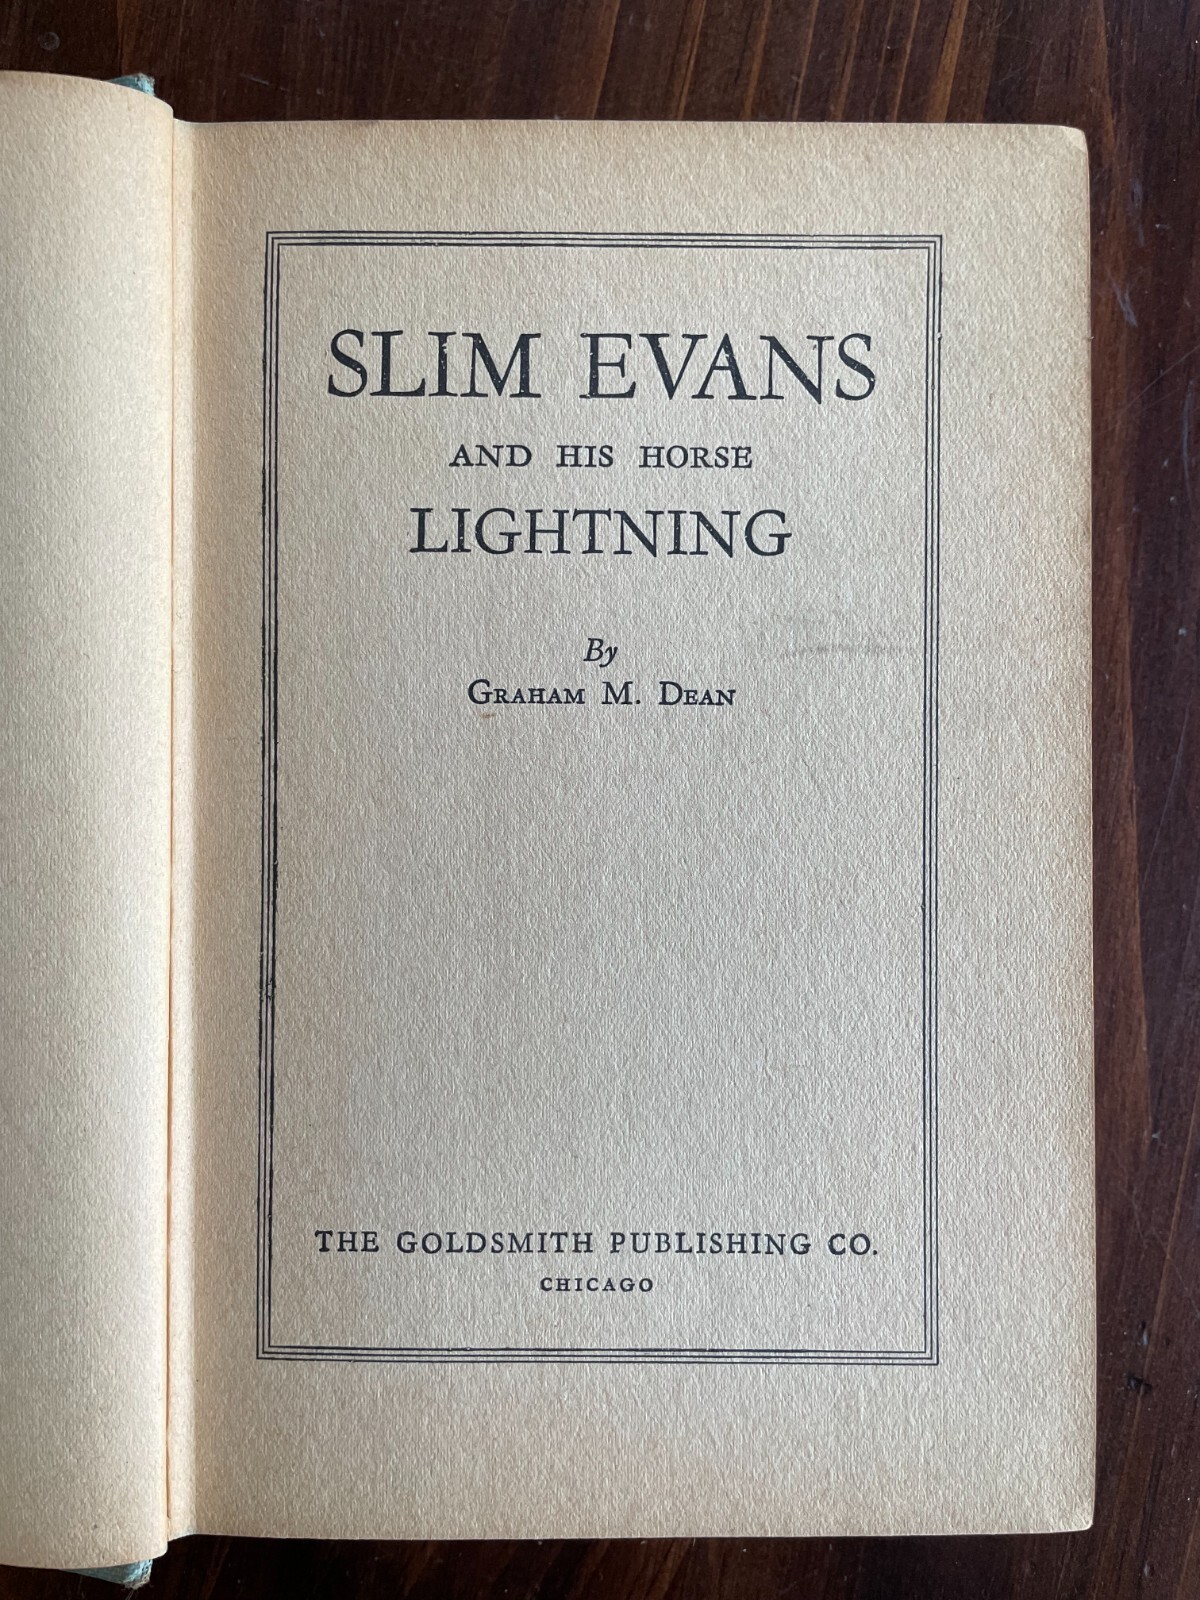 SLIM EVANS
AND HIS HORSE
LIGHTNING
By
GRAHAM M. DEAN
THE GOLDSMITH PUBLISHING CO.
CHICAGO